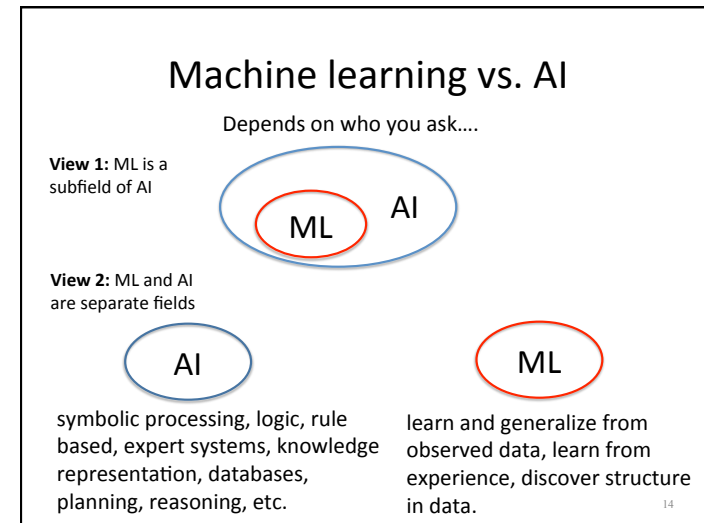 Machine learning vs. AI
Depends on who you ask....
View 1: ML is a
subfield of AI
AI
ML
View 2: ML and AI
are separate fields
AI
ML
symbolic processing, logic, rule
based, expert systems, knowledge
representation, databases,
planning, reasoning, etc.
learn and generalize from
observed data, learn from
experience, discover structure
in data.
14